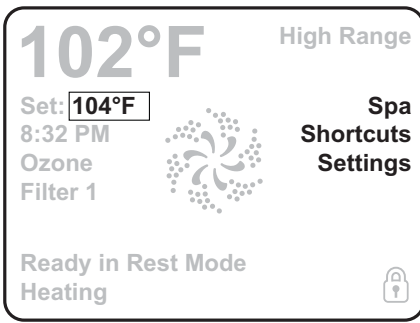 102°F
High Range
Set: 104°F
Spa
8:32 PM
Shortcuts
Ozone
Settings
Filter 1
Ready in Rest Mode
Heating